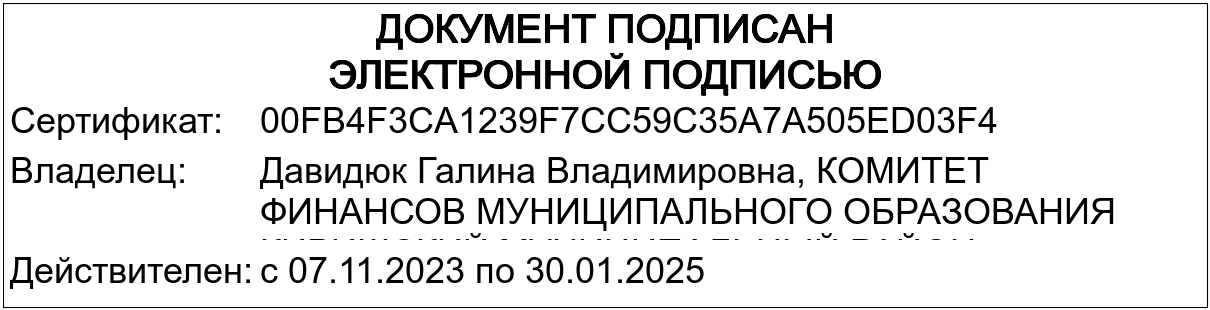 ДОКУМЕНТ ПОДПИСАН
ЭЛЕКТРОННОЙ ПОДПИСЬЮ
Сертификат: 00FB4F3CA1239F7CC59C35A7A505ED03F4
Владелец: Давидюк Галина Владимировна, КОМИТЕТ
ФИНАНСОВ МУНИЦИПАЛЬНОГО ОБРАЗОВАНИЯ
Действителен: с 07.11.2023 по 30.01.2025